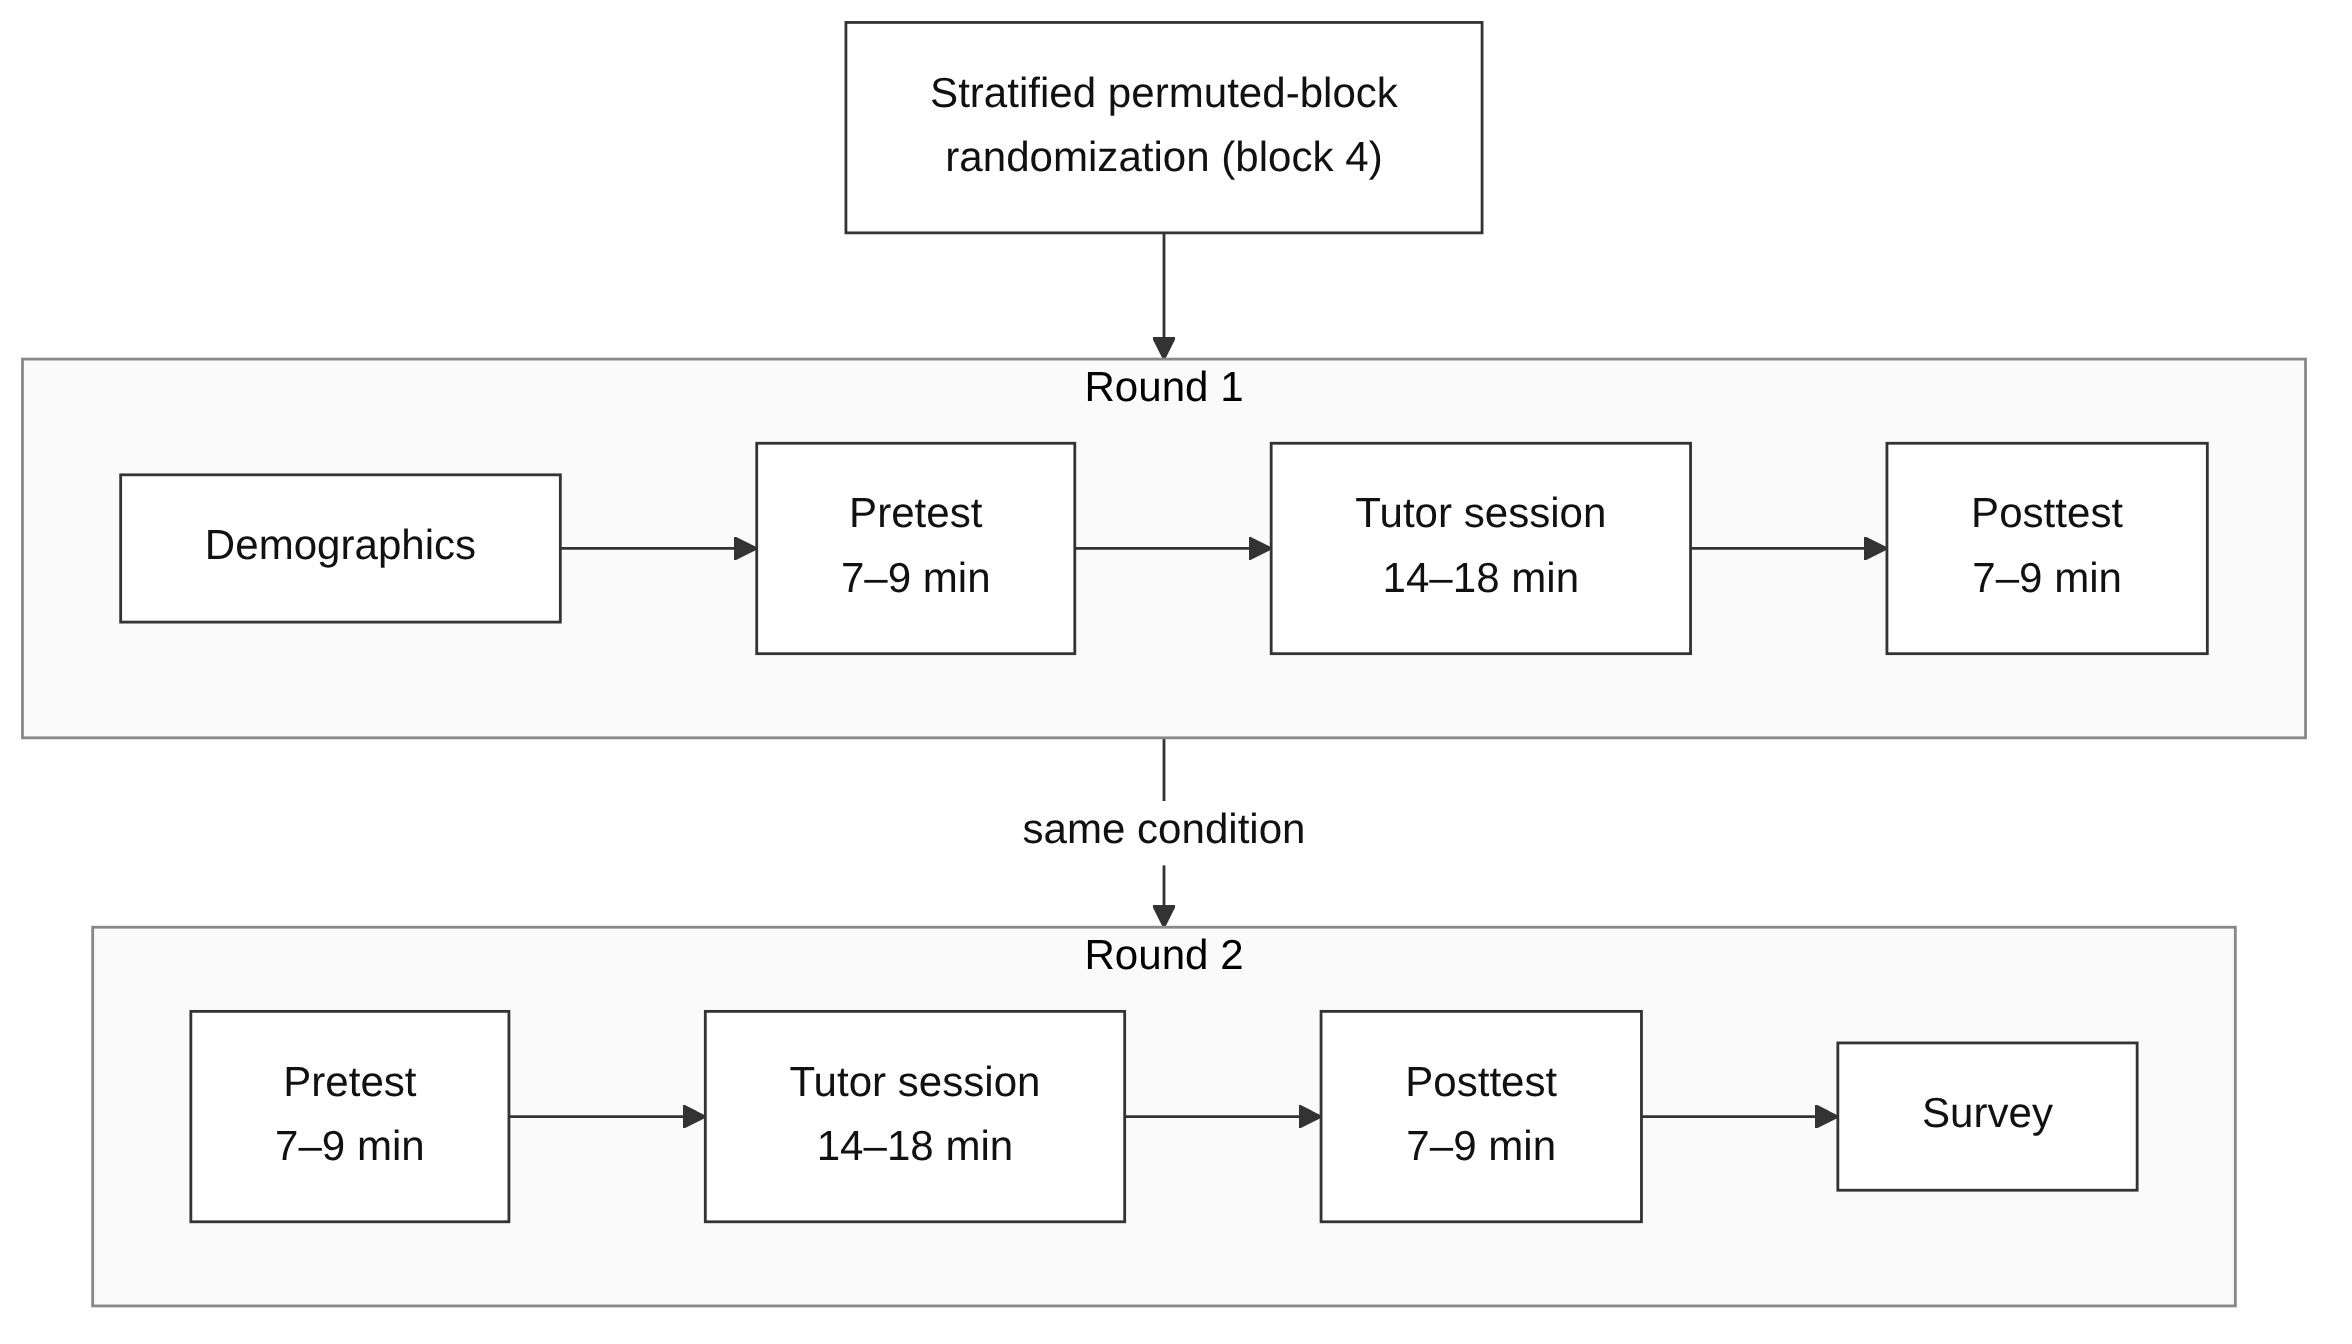 Stratified permuted-block
randomization (block 4)
Round 1
Demographics
Pretest
7–9 min
Tutor session
14–18 min
Posttest
7–9 min
same condition
Round 2
Pretest
7–9 min
Tutor session
14–18 min
Posttest
7–9 min
Survey